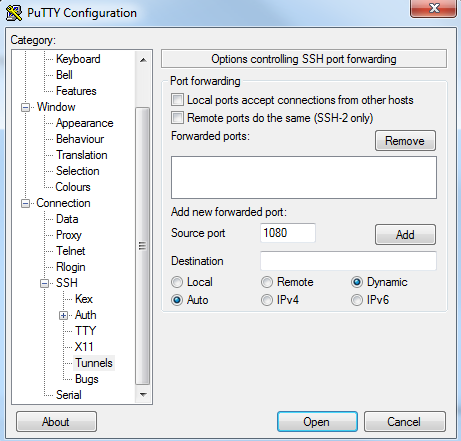 PuTTY Configuration
Category:
Keyboard
Bell
Features
Window
Appearance
Behaviour
Translation
Selection
Colours
Connection
Data
Proxy
Telnet
Rlogin
SSH
Kex
Auth
TTY
X11
Tunnels
Bugs
Serial
Options controlling SSH port forwarding
Port forwarding
Local ports accept connections from other hosts
Remote ports do the same (SSH-2 only)
Forwarded ports:
Remove
Add new forwarded port:
Source port 1080 Add
Destination
Local Remote Dynamic
Auto IPv4 IPv6
About Open Cancel